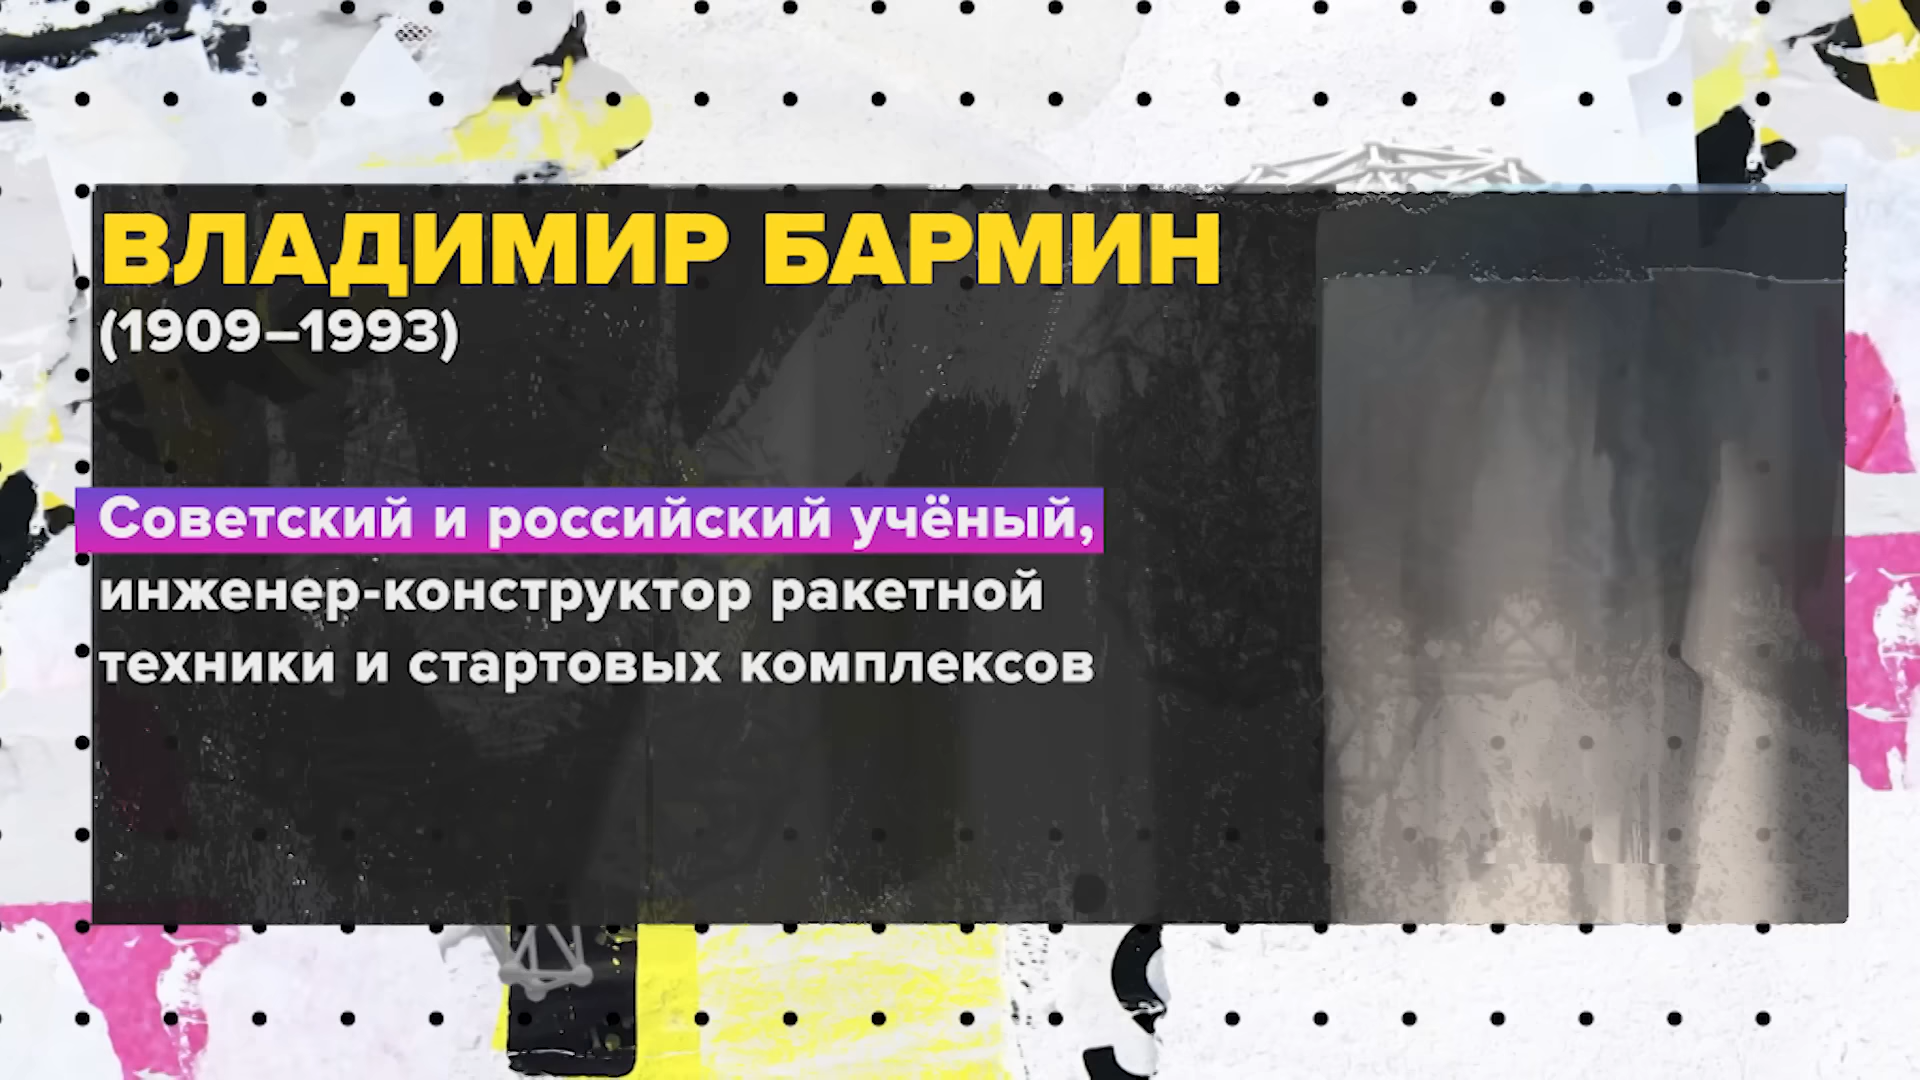 ВЛАДИМИР БАРМИН
(1909–1993)
Советский и российский учёный,
инженер-конструктор ракетной
техники и стартовых комплексов